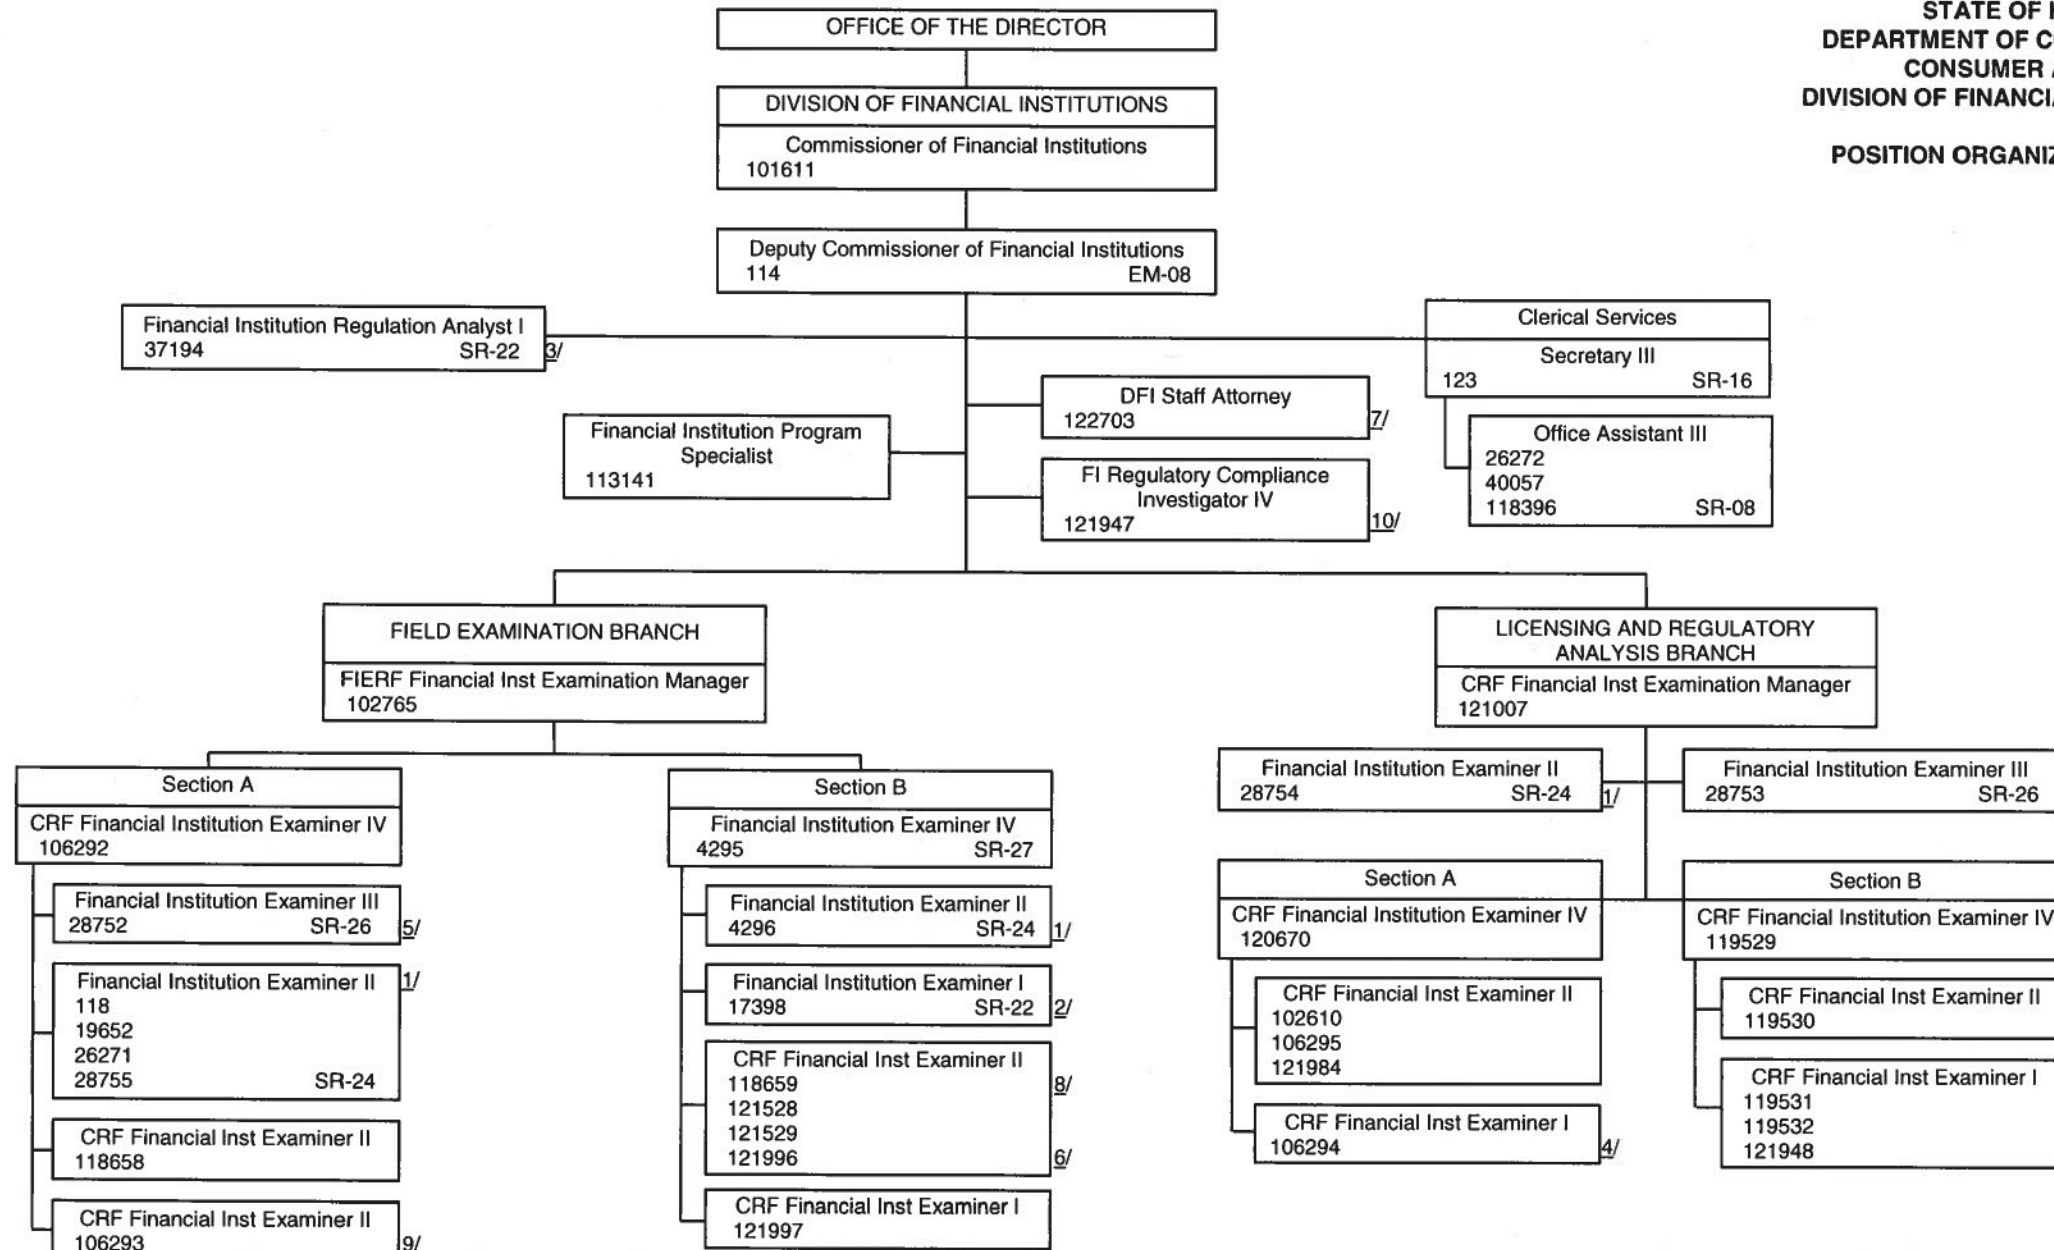 STATE OF
DEPARTMENT OF
CONSUMER
DIVISION OF
POSITION
OFFICE OF THE DIRECTOR
DIVISION OF FINANCIAL INSTITUTIONS
Commissioner of Financial Institutions
101611
Deputy Commissioner of Financial Institutions
114 EM-08
Financial Institution Regulation Analyst I
37194 SR-22 3/
Clerical Services
Secretary III
123 SR-16
Office Assistant III
26272
40057
118396 SR-08
DFI Staff Attorney
122703 7/
Financial Institution Program
Specialist
113141
FI Regulatory Compliance
Investigator IV
121947 10/
FIELD EXAMINATION BRANCH
FIERF Financial Inst Examination Manager
102765
Section A
CRF Financial Institution Examiner IV
106292
Financial Institution Examiner III
28752 SR-26 5/
Financial Institution Examiner II 1/
118
19652
26271
28755 SR-24
CRF Financial Inst Examiner II
118658
CRF Financial Inst Examiner II
106293 9/
Section B
Financial Institution Examiner IV
4295 SR-27
Financial Institution Examiner II
4296 SR-24 1/
Financial Institution Examiner I
17398 SR-22 2/
CRF Financial Inst Examiner II
118659 8/
121528
121529
121996 6/
CRF Financial Inst Examiner I
121997
LICENSING AND REGULATORY
ANALYSIS BRANCH
CRF Financial Inst Examination Manager
121007
Financial Institution Examiner II
28754 SR-24 1/
Financial Institution Examiner III
28753 SR-26
Section A
CRF Financial Institution Examiner IV
120670
CRF Financial Inst Examiner II
102610
106295
121984
CRF Financial Inst Examiner I
106294 4/
Section B
CRF Financial Institution Examiner IV
119529
CRF Financial Inst Examiner II
119530
CRF Financial Inst Examiner I
119531
119532
121948